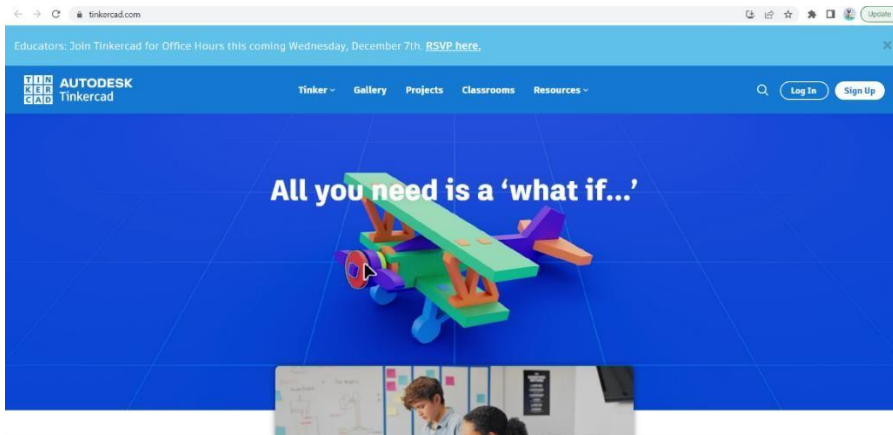 tinkercad.com
Update
Educators: Join Tinkercad for Office Hours this coming Wednesday, December 7th. RSVP here.
TIN
KER
CAD
AUTODESK
Tinkercad
Tinker Gallery Projects Classrooms Resources
Log In Sign Up
All you need is a ‘what if...’